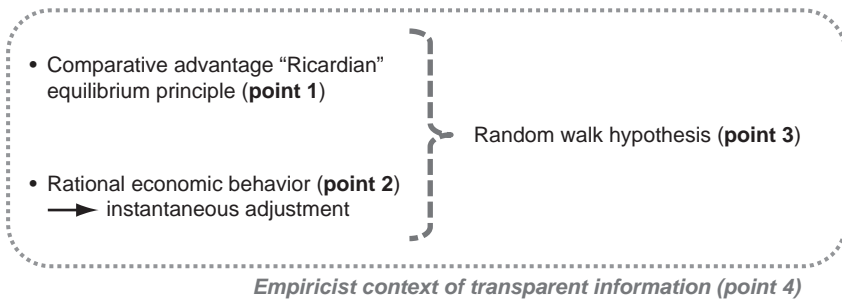 • Comparative advantage “Ricardian”
equilibrium principle (point 1)
Random walk hypothesis (point 3)
• Rational economic behavior (point 2)
instantaneous adjustment
Empiricist context of transparent information (point 4)